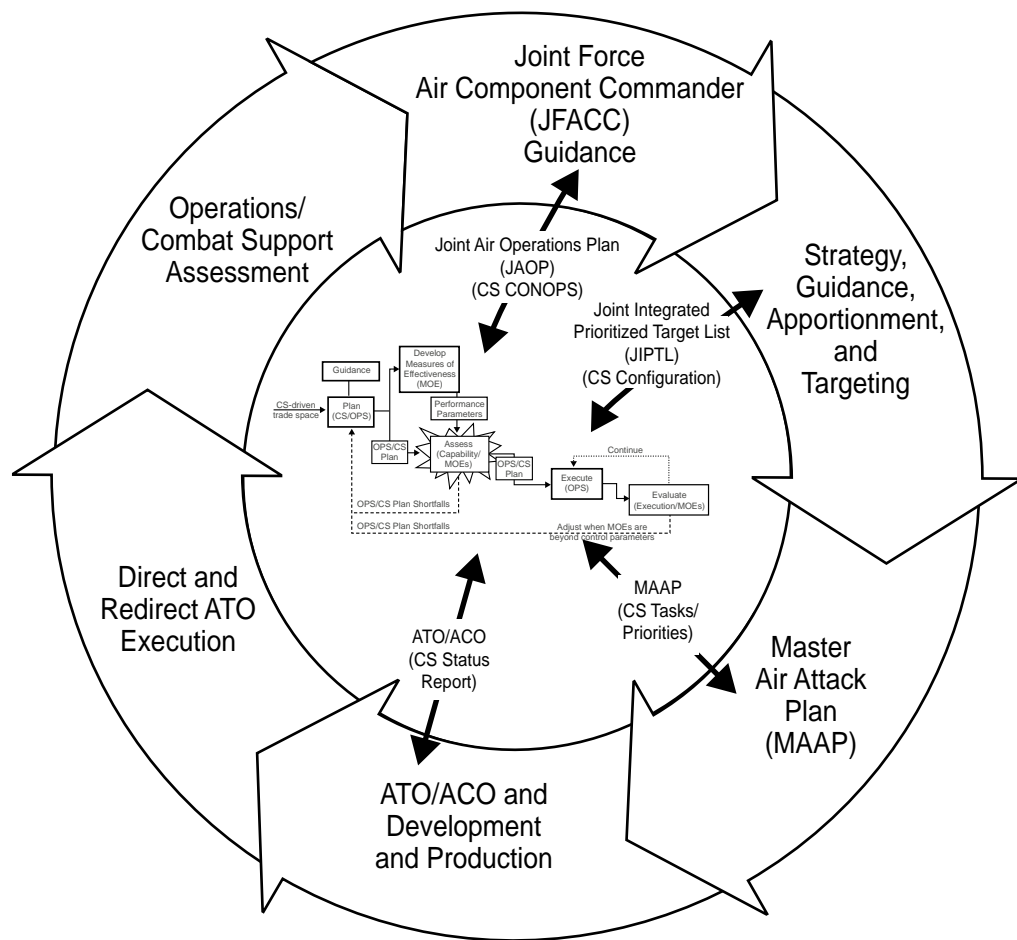 Joint Force
Air Component Commander
(JFACC)
Guidance
Operations/
Combat Support
Assessment
Strategy,
Guidance,
Apportionment,
and
Targeting
Joint Air Operations Plan
(JAOP)
(CS CONOPS)
Joint Integrated
Prioritized Target List
(JIPTL)
(CS Configuration)
Guidance
Develop
Measures of
Effectiveness
(MOE)
CS-driven
trade space
Plan
(CS/OPS)
Performance
Parameters
OPS/CS
Plan
Assess
(Capability/
MOEs)
OPS/CS
Plan
Continue
Execute
(OPS)
Evaluate
(Execution/MOEs)
OPS/CS Plan Shortfalls
OPS/CS Plan Shortfalls
Adjust when MOEs are
beyond control parameters
Direct and
Redirect ATO
Execution
ATO/ACO
(CS Status
Report)
MAAP
(CS Tasks/
Priorities)
Master
Air Attack
Plan
(MAAP)
ATO/ACO and
Development
and Production